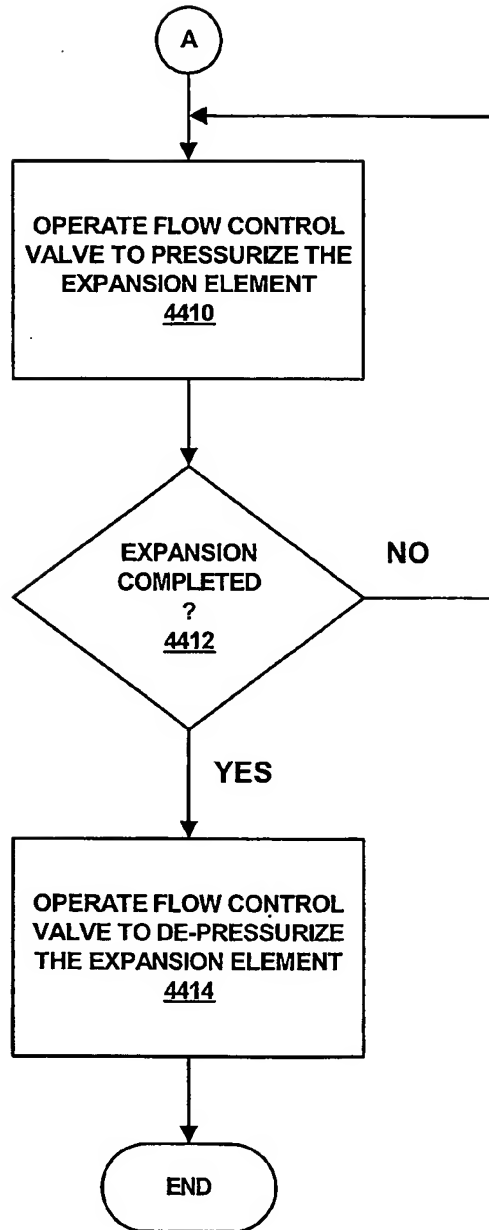 A
OPERATE FLOW CONTROL
VALVE TO PRESSURIZE THE
EXPANSION ELEMENT
4410
EXPANSION
COMPLETED
?
4412
NO
YES
OPERATE FLOW CONTROL
VALVE TO DE-PRESSURIZE
THE EXPANSION ELEMENT
4414
END